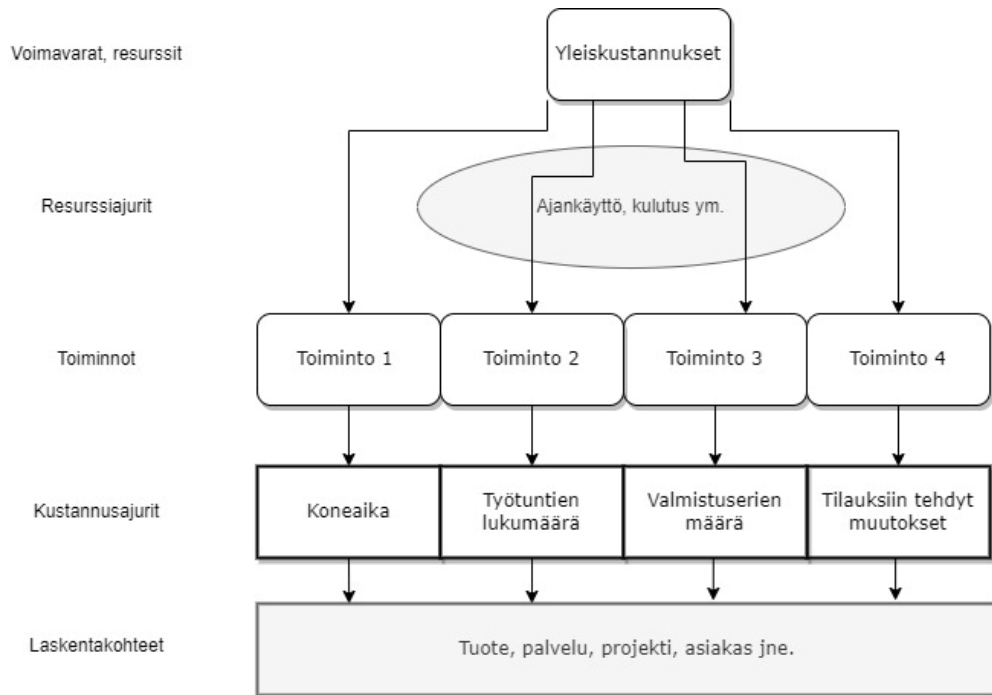 Voimavarat, resurssit
Yleiskustannukset
Resurssiajurit
Ajankäyttö, kulutus ym.
Toiminnot
Toiminto 1
Toiminto 2
Toiminto 3
Toiminto 4
Kustannusajurit
Koneaika
Työtuntien
lukumäärä
Valmistuserien
määrä
Tilauksiin tehdyt
muutokset
Laskentakohteet
Tuote, palvelu, projekti, asiakas jne.